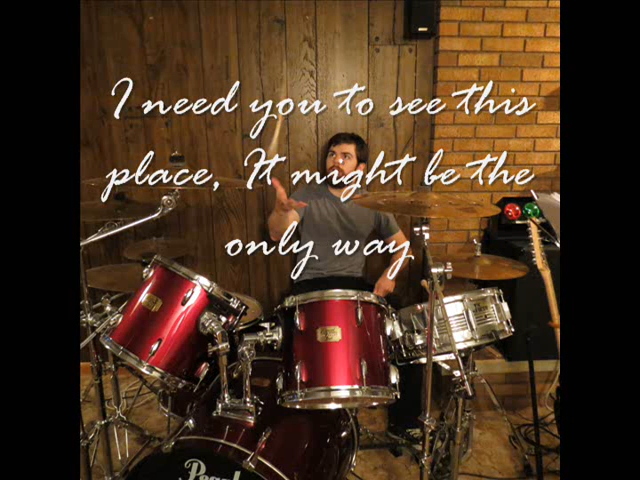 I need you to see this
place, It might be the
only way
Pearl